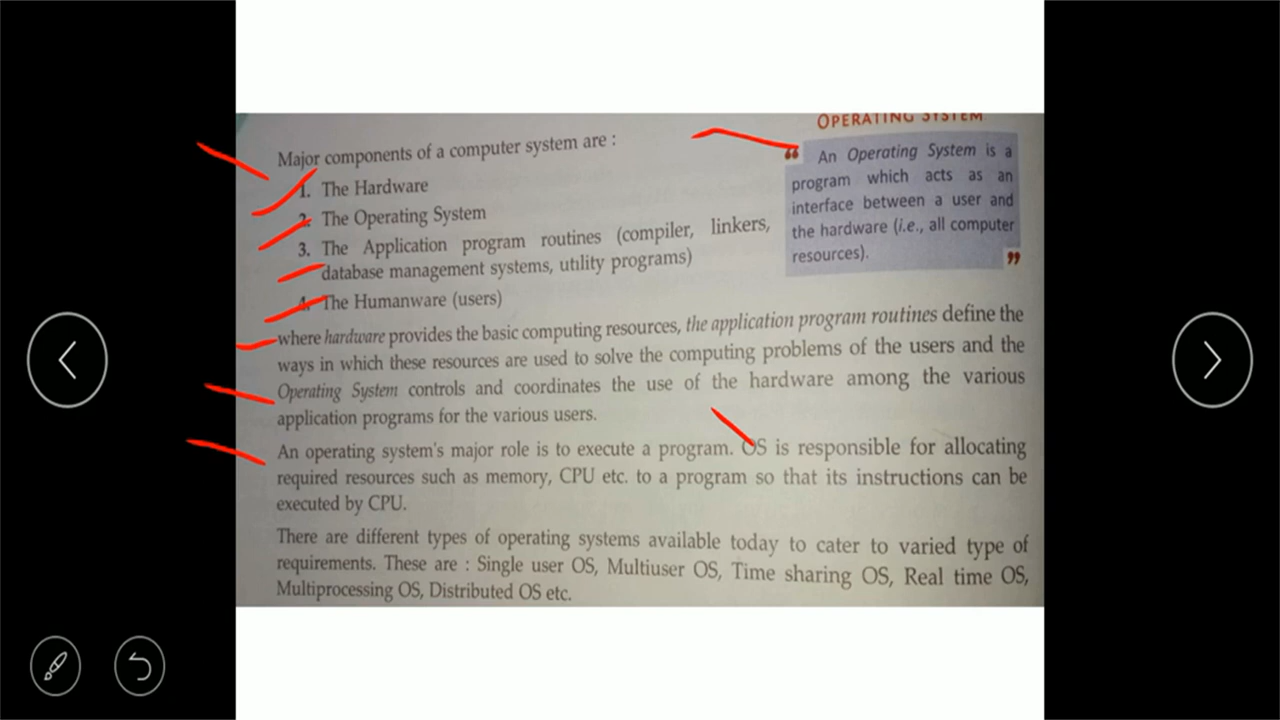 Major components of a computer system are :
1. The Hardware
2. The Operating System
3. The Application program routines (compiler, linkers,
database management systems, utility programs)
4. The Humanware (users)
OPERATING SYSTEM
“ An Operating System is a
program which acts as an
interface between a user and
the hardware (i.e., all computer
resources). ”
where hardware provides the basic computing resources, the application program routines define the
ways in which these resources are used to solve the computing problems of the users and the
Operating System controls and coordinates the use of the hardware among the various
application programs for the various users.
An operating system's major role is to execute a program. OS is responsible for allocating
required resources such as memory, CPU etc. to a program so that its instructions can be
executed by CPU.
There are different types of operating systems available today to cater to varied type of
requirements. These are : Single user OS, Multiuser OS, Time sharing OS, Real time OS,
Multiprocessing OS, Distributed OS etc.